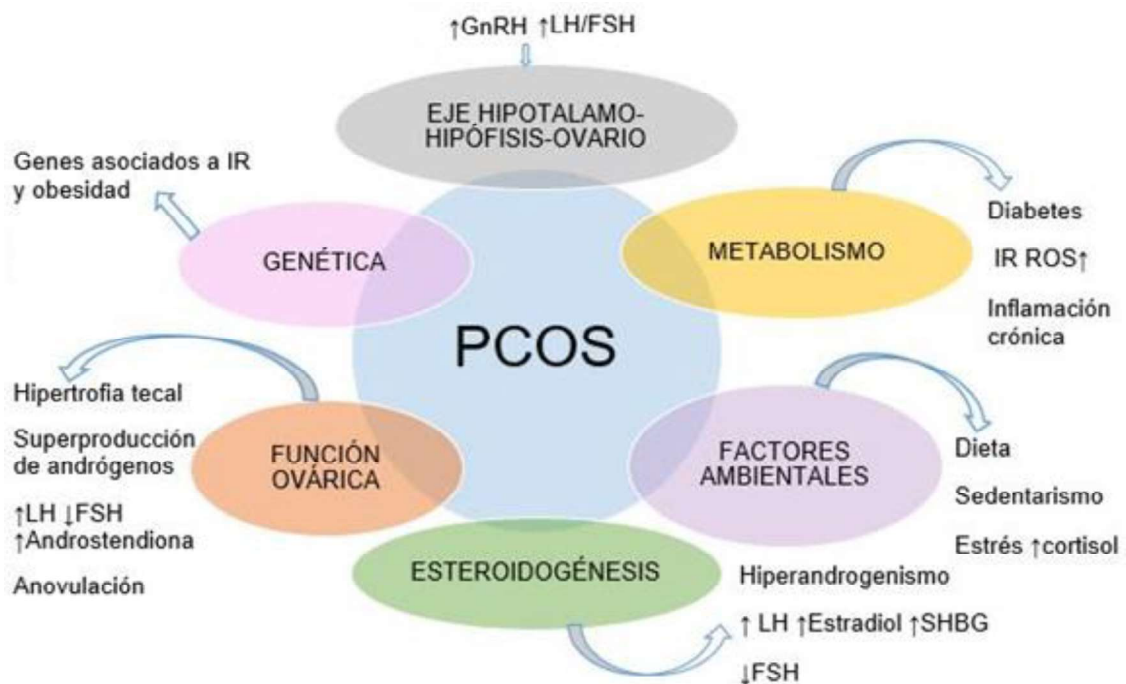 ↑GnRH ↑LH/FSH
EJE HIPOTALAMO-
HIPÓFISIS-OVARIO
Genes asociados a IR
y obesidad
GENÉTICA
METABOLISMO
Diabetes
IR ROS↑
Inflamación
crónica
PCOS
Hipertrofia tecal
Superproducción
de andrógenos
↑LH ↓FSH
↑Androstendiona
Anovulación
FUNCIÓN
OVÁRICA
FACTORES
AMBIENTALES
Dieta
Sedentarismo
Estrés ↑cortisol
ESTEROIDOGÉNESIS
Hiperandrogenismo
↑ LH ↑Estradiol ↑SHBG
↓FSH